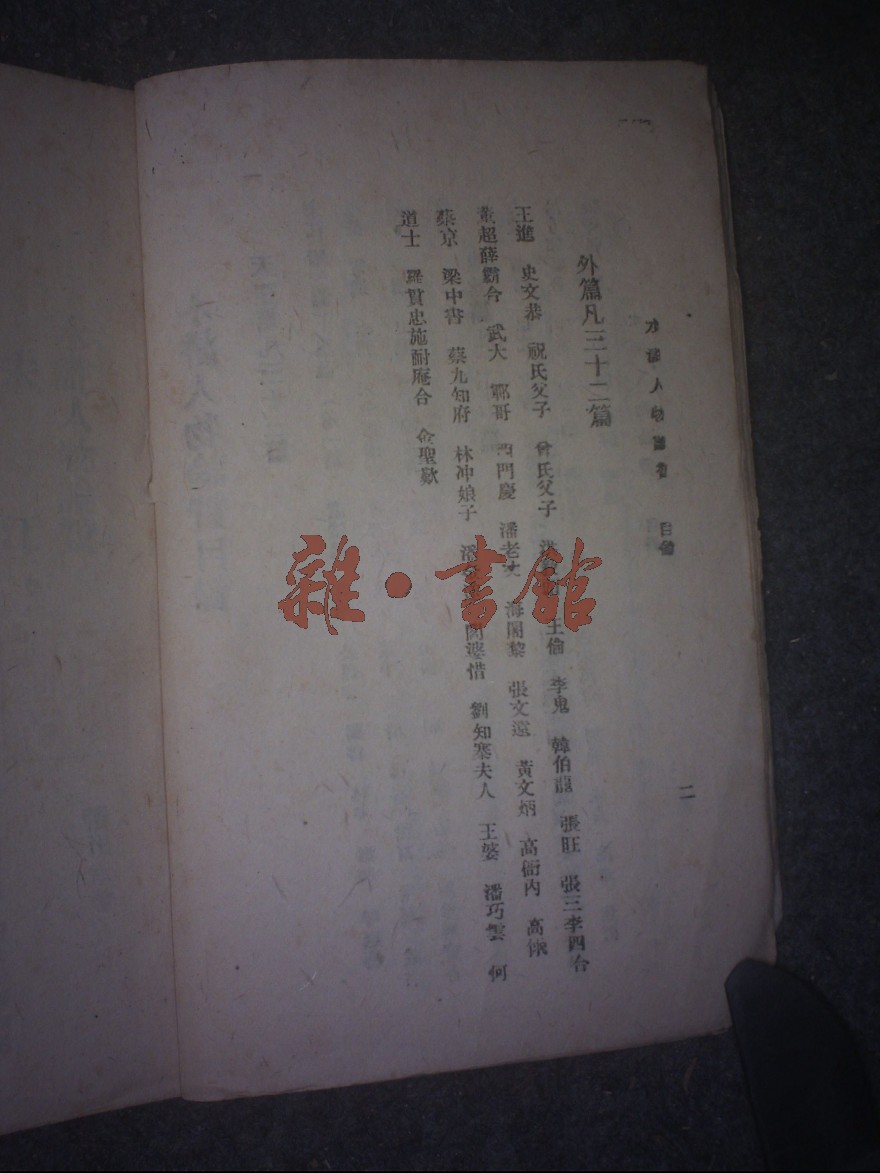 水滸人物論贊 目錄 二
外篇凡三十二篇
王進 史文恭 祝氏父子 曾氏父子 王倫 李鬼 韓伯龍 張旺 張三李四合
董超薛霸合 武大 鄆哥 西門慶 潘老丈 海闍黎 張文遠 黃文炳 高衙內 高俅
蔡京 梁中書 蔡九知府 林冲娘子 潘 閻婆惜 劉知寨夫人 王婆 潘巧雲 何
道士 羅貫中施耐庵合 金聖歎
雜·書館